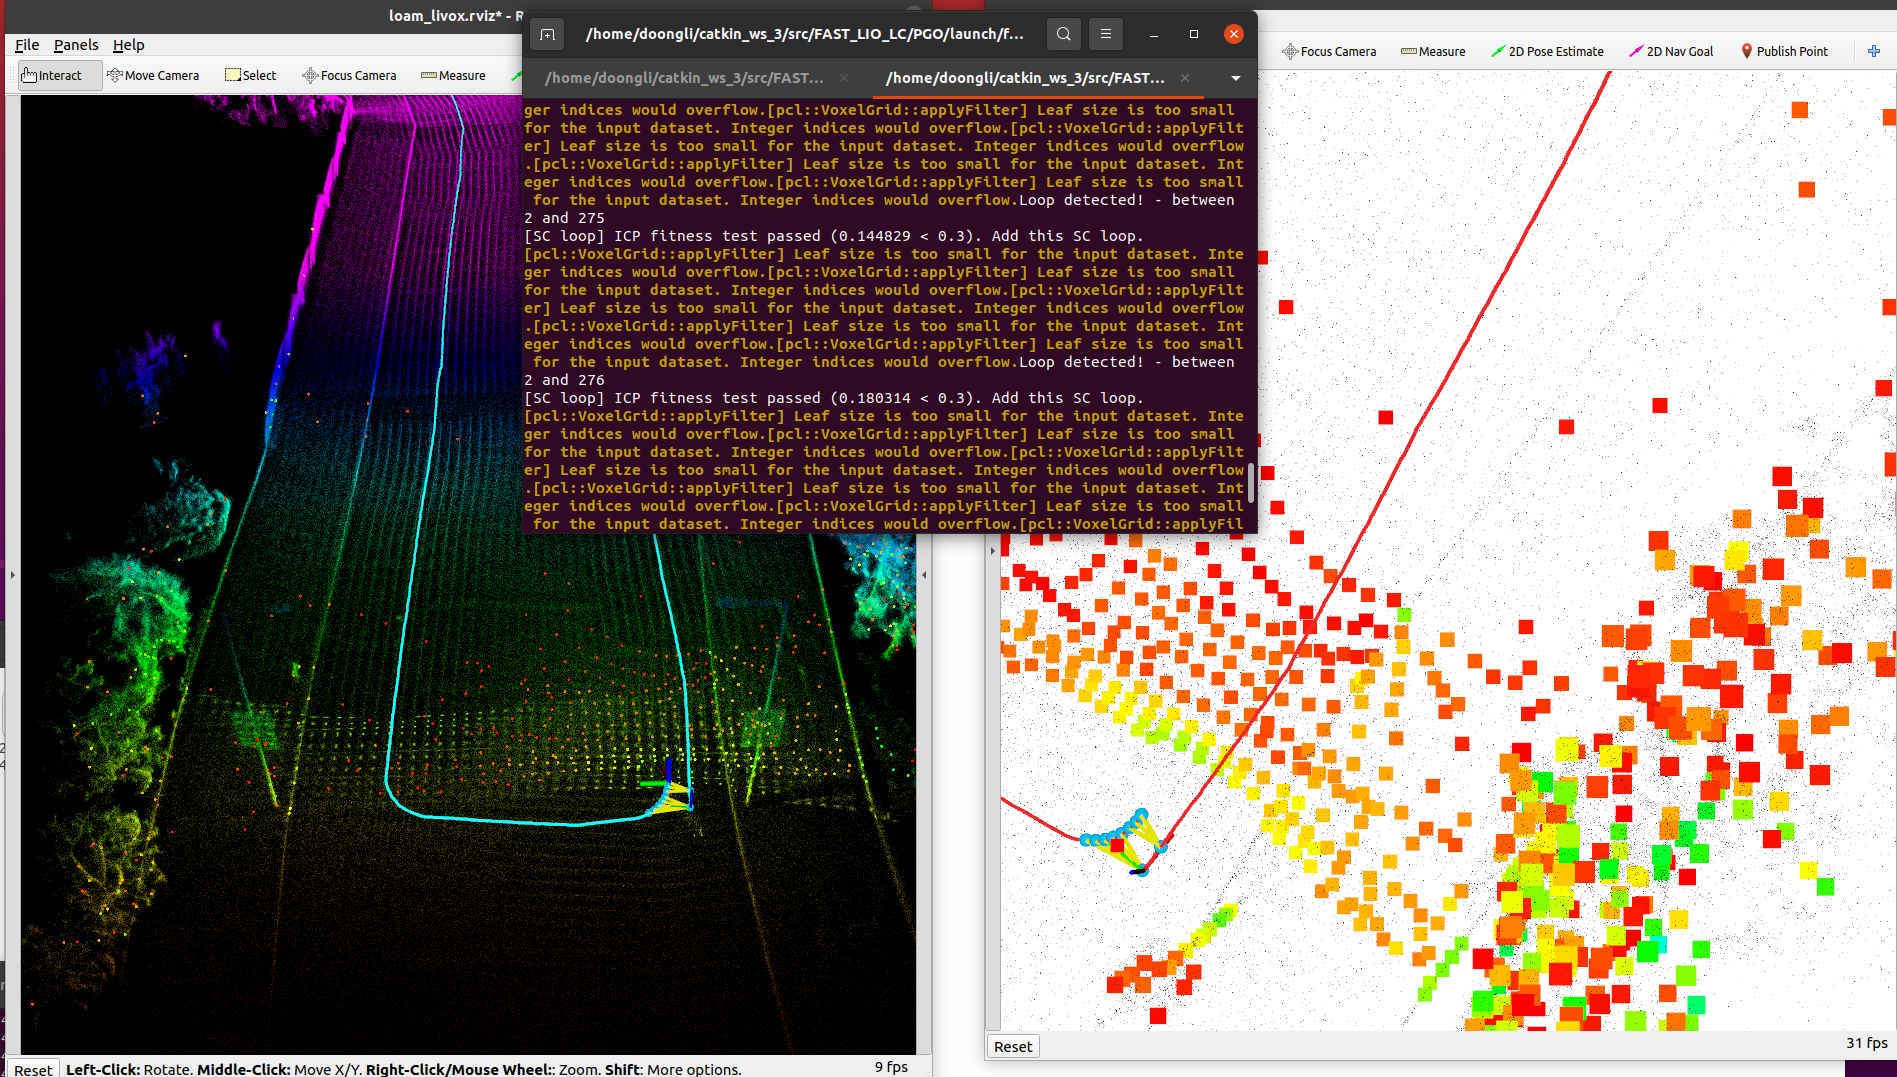 loam_livox.rviz* - R
File Panels Help
Interact Move Camera Select Focus Camera Measure
/home/doongli/catkin_ws_3/src/FAST_LIO_LC/PGO/launch/f...
/home/doongli/catkin_ws_3/src/FAST... × /home/doongli/catkin_ws_3/src/FAST... ×
ger indices would overflow.[pcl::VoxelGrid::applyFilter] Leaf size is too small
for the input dataset. Integer indices would overflow.[pcl::VoxelGrid::applyFilt
er] Leaf size is too small for the input dataset. Integer indices would overflow
.[pcl::VoxelGrid::applyFilter] Leaf size is too small for the input dataset. Int
eger indices would overflow.[pcl::VoxelGrid::applyFilter] Leaf size is too small
for the input dataset. Integer indices would overflow.Loop detected! - between
2 and 275
[SC loop] ICP fitness test passed (0.144829 < 0.3). Add this SC loop.
[pcl::VoxelGrid::applyFilter] Leaf size is too small for the input dataset. Inte
ger indices would overflow.[pcl::VoxelGrid::applyFilter] Leaf size is too small
for the input dataset. Integer indices would overflow.[pcl::VoxelGrid::applyFilt
er] Leaf size is too small for the input dataset. Integer indices would overflow
.[pcl::VoxelGrid::applyFilter] Leaf size is too small for the input dataset. Int
eger indices would overflow.[pcl::VoxelGrid::applyFilter] Leaf size is too small
for the input dataset. Integer indices would overflow.Loop detected! - between
2 and 276
[SC loop] ICP fitness test passed (0.180314 < 0.3). Add this SC loop.
[pcl::VoxelGrid::applyFilter] Leaf size is too small for the input dataset. Inte
ger indices would overflow.[pcl::VoxelGrid::applyFilter] Leaf size is too small
for the input dataset. Integer indices would overflow.[pcl::VoxelGrid::applyFilt
er] Leaf size is too small for the input dataset. Integer indices would overflow
.[pcl::VoxelGrid::applyFilter] Leaf size is too small for the input dataset. Int
eger indices would overflow.[pcl::VoxelGrid::applyFilter] Leaf size is too small
for the input dataset. Integer indices would overflow.[pcl::VoxelGrid::applyFil
Focus Camera Measure 2D Pose Estimate 2D Nav Goal Publish Point
Reset 31 fps
Reset Left-Click: Rotate. Middle-Click: Move X/Y. Right-Click/Mouse Wheel:: Zoom. Shift: More options. 9 fps